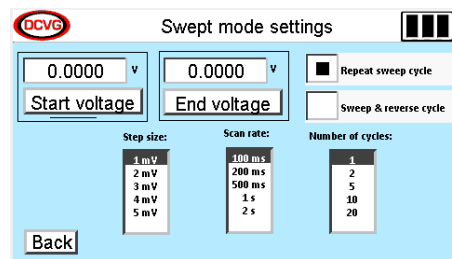 DCVG
Swept mode settings
0.0000 V
0.0000 V
Start voltage
End voltage
Repeat sweep cycle
Sweep & reverse cycle
Step size:
1 mV
2 mV
3 mV
4 mV
5 mV
Scan rate:
100 ms
200 ms
500 ms
1 s
2 s
Number of cycles:
1
2
5
10
20
Back